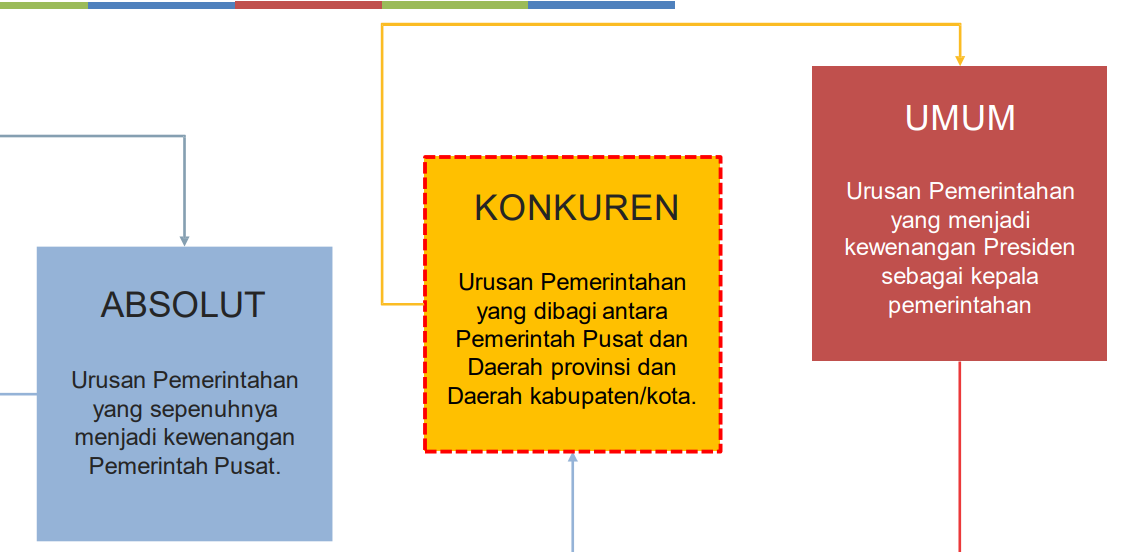 ABSOLUT
Urusan Pemerintahan
yang sepenuhnya
menjadi kewenangan
Pemerintah Pusat.
KONKUREN
Urusan Pemerintahan
yang dibagi antara
Pemerintah Pusat dan
Daerah provinsi dan
Daerah kabupaten/kota.
UMUM
Urusan Pemerintahan
yang menjadi
kewenangan Presiden
sebagai kepala
pemerintahan